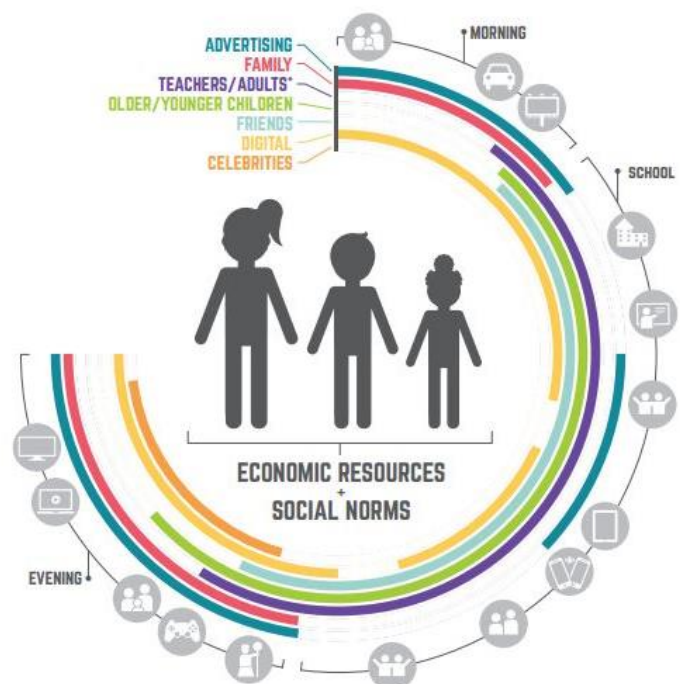 ADVERTISING
FAMILY
TEACHERS/ADULTS*
OLDER/YOUNGER CHILDREN
FRIENDS
DIGITAL
CELEBRITIES
MORNING
SCHOOL
ECONOMIC RESOURCES
+
SOCIAL NORMS
EVENING